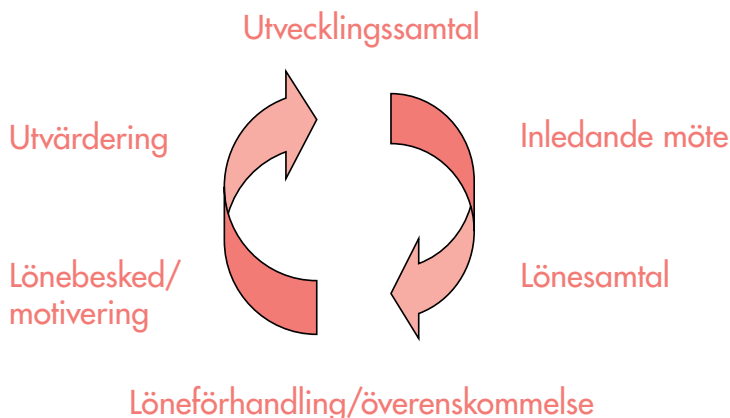 Utvecklingssamtal
Utvärdering
Inledande möte
Lönebesked/
motivering
Lönesamtal
Löneförhandling/överenskommelse